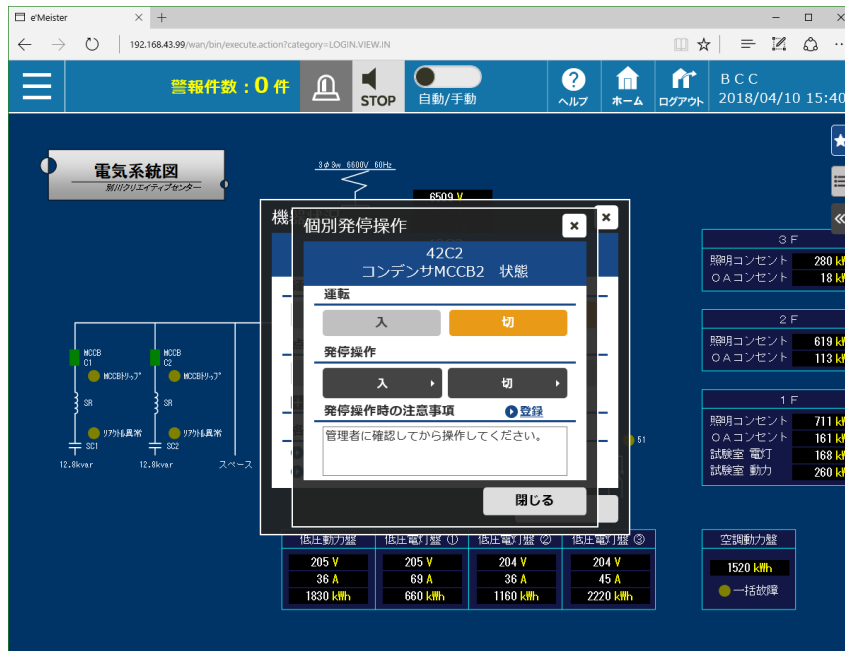 e'Meister
192.168.43.99/wan/bin/execute.action?category=LOGIN.VIEW.IN
警報件数：0 件
STOP
自動/手動
ヘルプ
ホーム
ログアウト
ＢＣＣ
2018/04/10 15:40
電気系統図
別川クリエイティブセンター
3φ3w 6600V 60Hz
6509 V
個別発停操作
42C2
コンデンサMCCB2 状態
運転
入
切
発停操作
入
切
発停操作時の注意事項
登録
管理者に確認してから操作してください。
閉じる
MCCB
C1
MCCBﾄﾘｯﾌﾟ
SR
ﾘｱｸﾄﾙ異常
SC1
12.8kvar
MCCB
C2
MCCBﾄﾘｯﾌﾟ
SR
ﾘｱｸﾄﾙ異常
SC2
12.8kvar
スペース
51
３Ｆ
照明コンセント 280
ＯＡコンセント 18
２Ｆ
照明コンセント 619
ＯＡコンセント 113
１Ｆ
照明コンセント 711
ＯＡコンセント 161
試験室 電灯 168
試験室 動力 260
低圧動力盤
205 V
36 A
1830 kWh
低圧電灯盤 ①
205 V
69 A
660 kWh
低圧電灯盤 ②
204 V
36 A
1160 kWh
低圧電灯盤 ③
204 V
45 A
2220 kWh
空調動力盤
1520 kWh
一括故障